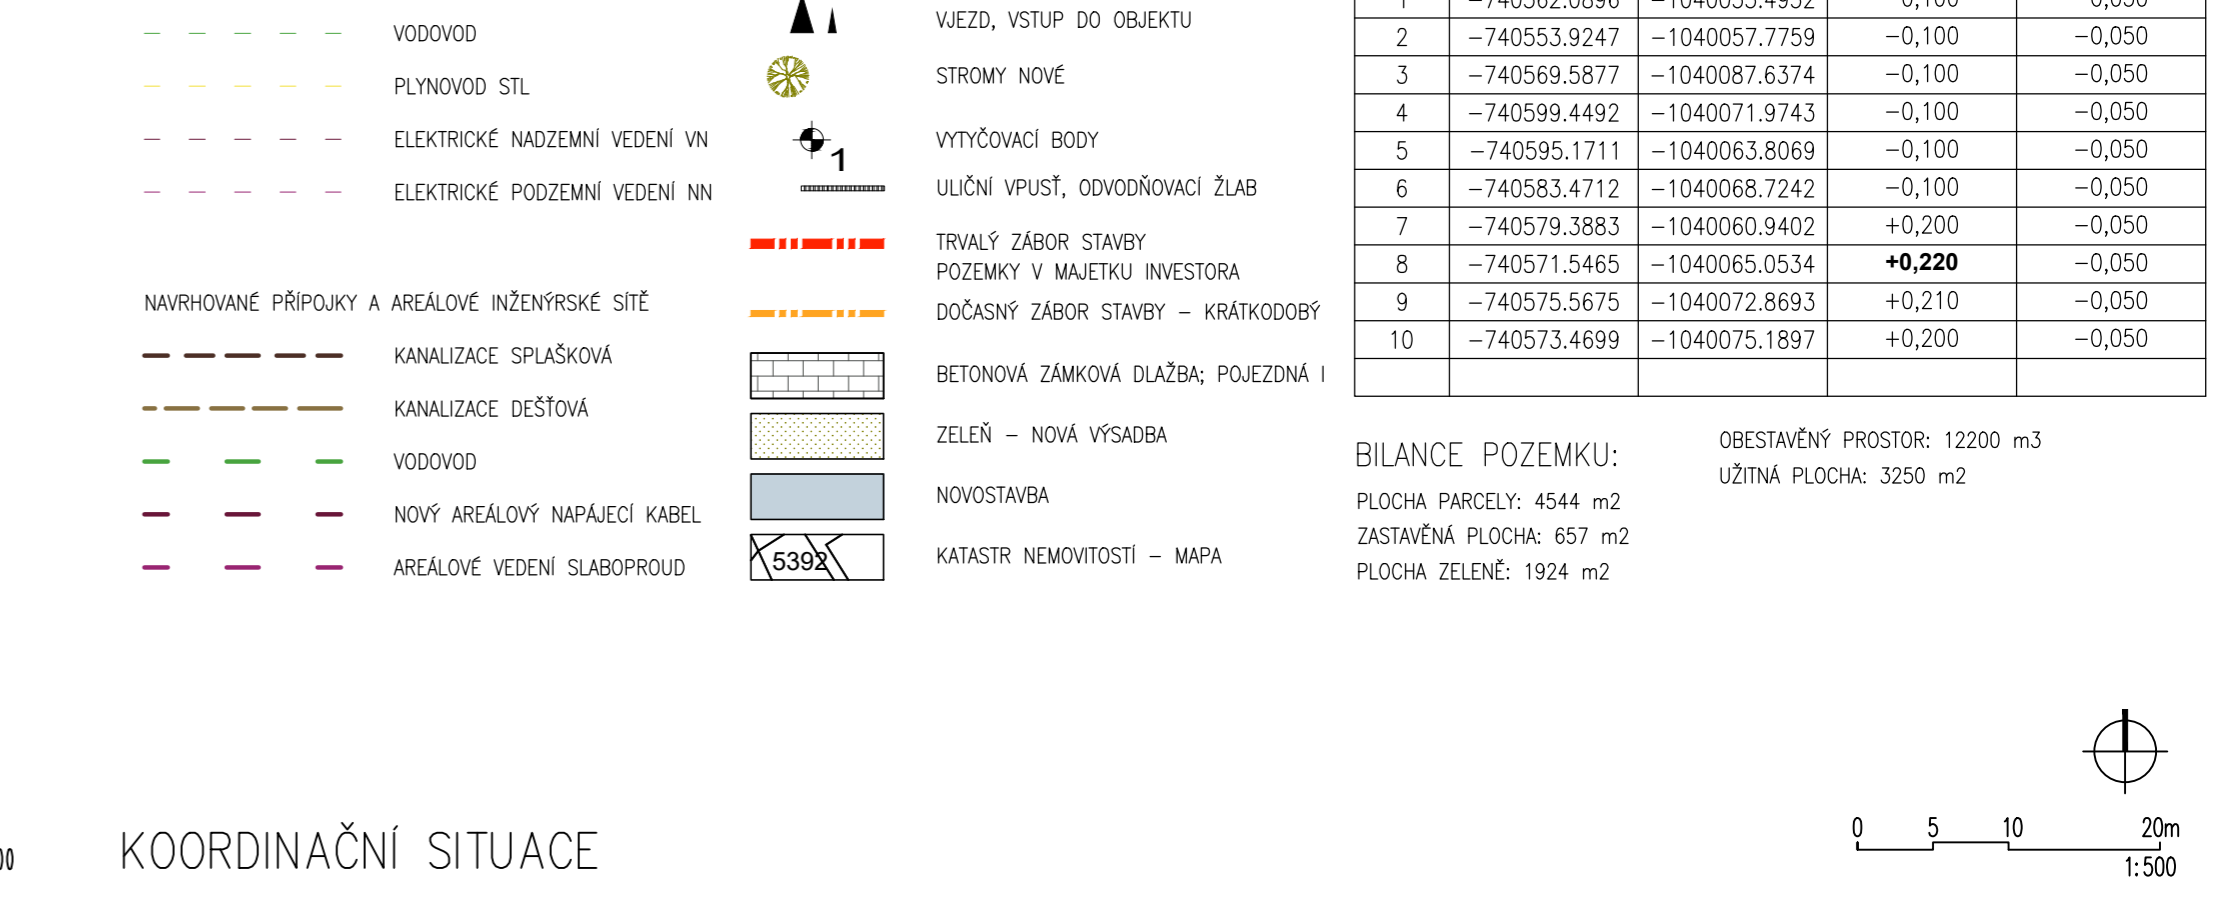 VODOVOD
PLYNOVOD STL
ELEKTRICKÉ NADZEMNÍ VEDENÍ VN
ELEKTRICKÉ PODZEMNÍ VEDENÍ NN
NAVRHOVANÉ PŘÍPOJKY A AREÁLOVÉ INŽENÝRSKÉ SÍTĚ
KANALIZACE SPLAŠKOVÁ
KANALIZACE DEŠŤOVÁ
VODOVOD
NOVÝ AREÁLOVÝ NAPÁJECÍ KABEL
AREÁLOVÉ VEDENÍ SLABOPROUD
VJEZD, VSTUP DO OBJEKTU
STROMY NOVÉ
1
VYTYČOVACÍ BODY
ULIČNÍ VPUSŤ, ODVODŇOVACÍ ŽLAB
TRVALÝ ZÁBOR STAVBY
POZEMKY V MAJETKU INVESTORA
DOČASNÝ ZÁBOR STAVBY – KRÁTKODOBÝ
BETONOVÁ ZÁMKOVÁ DLAŽBA; POJEZDNÁ I
ZELEŇ – NOVÁ VÝSADBA
NOVOSTAVBA
5392
KATASTR NEMOVITOSTÍ – MAPA
2 −740553.9247 −1040057.7759 −0,100 −0,050
3 −740569.5877 −1040087.6374 −0,100 −0,050
4 −740599.4492 −1040071.9743 −0,100 −0,050
5 −740595.1711 −1040063.8069 −0,100 −0,050
6 −740583.4712 −1040068.7242 −0,100 −0,050
7 −740579.3883 −1040060.9402 +0,200 −0,050
8 −740571.5465 −1040065.0534 +0,220 −0,050
9 −740575.5675 −1040072.8693 +0,210 −0,050
10 −740573.4699 −1040075.1897 +0,200 −0,050
BILANCE POZEMKU:
PLOCHA PARCELY: 4544 m2
ZASTAVĚNÁ PLOCHA: 657 m2
PLOCHA ZELENĚ: 1924 m2
OBESTAVĚNÝ PROSTOR: 12200 m3
UŽITNÁ PLOCHA: 3250 m2
0 5 10 20m
1:500
KOORDINAČNÍ SITUACE